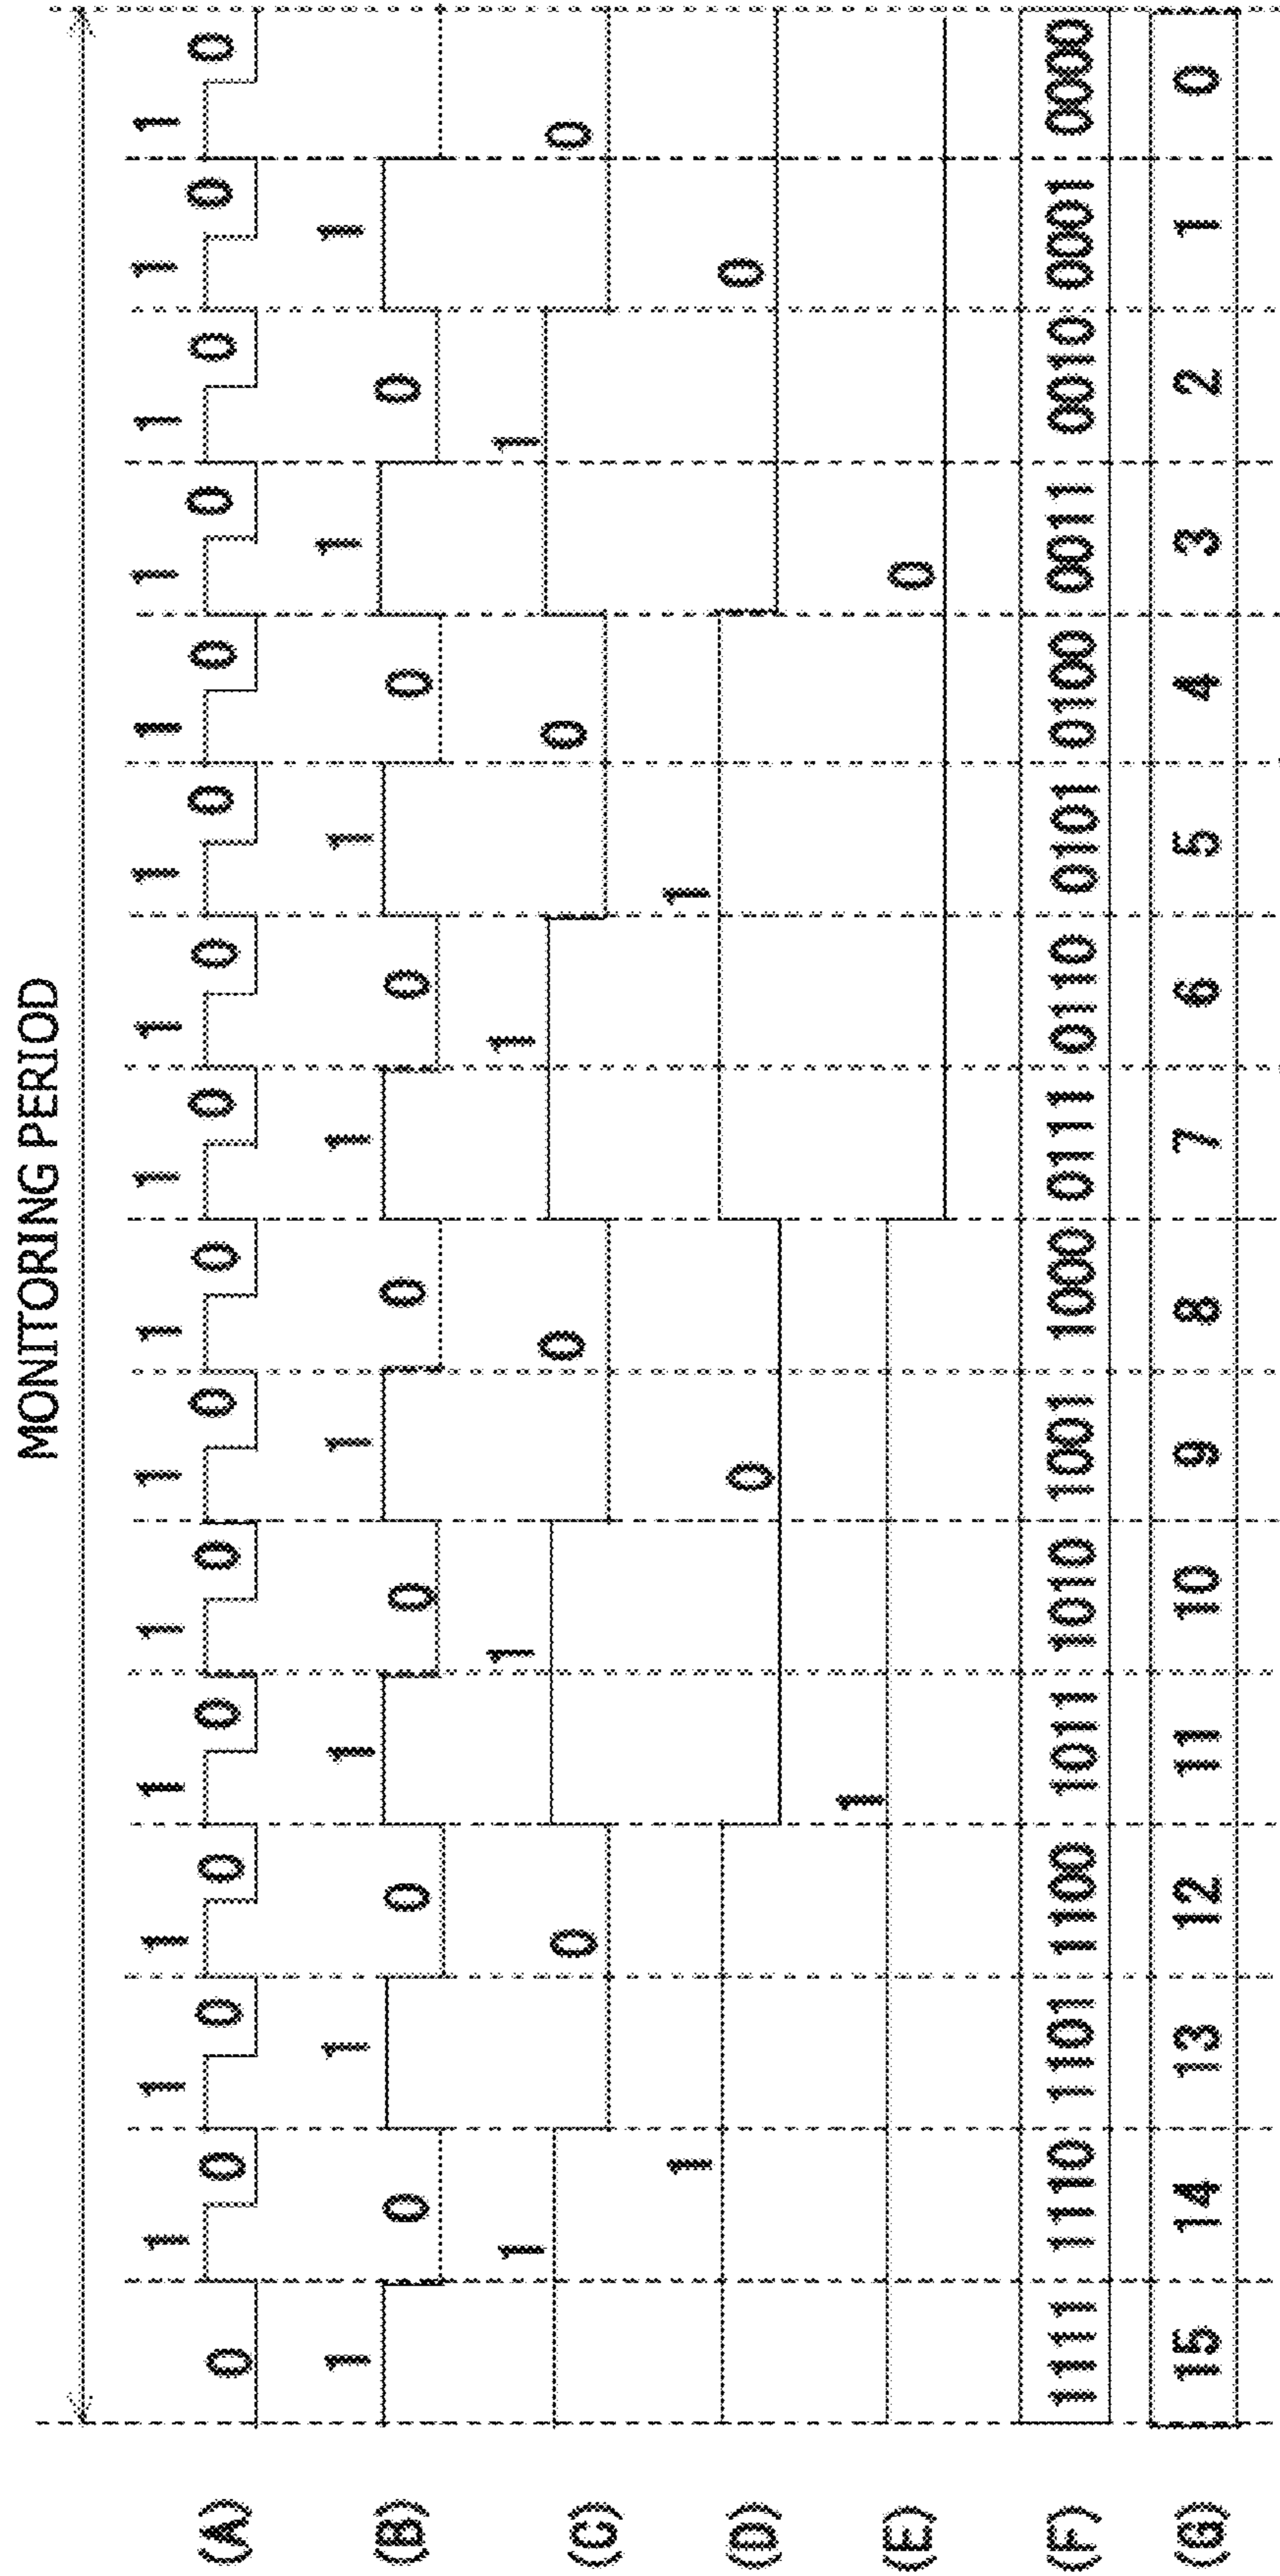 MONITORING PERIOD
(A) 0 1 0 1 0 1 0 1 0 1 0 1 0 1 0 1 0 1 0 1 0 1 0 1 0 1 0 1 0 1 0
(B) 1 0 1 0 1 0 1 0 1 0 1 0 1 0 1
(C) 1 0 1 0 1 0 1 0
(D) 1 0 1 0
(E) 1 0
(F) 1111 1110 1101 1100 1011 1010 1001 1000 0111 0110 0101 0100 0011 0010 0001 0000
(G) 15 14 13 12 11 10 9 8 7 6 5 4 3 2 1 0